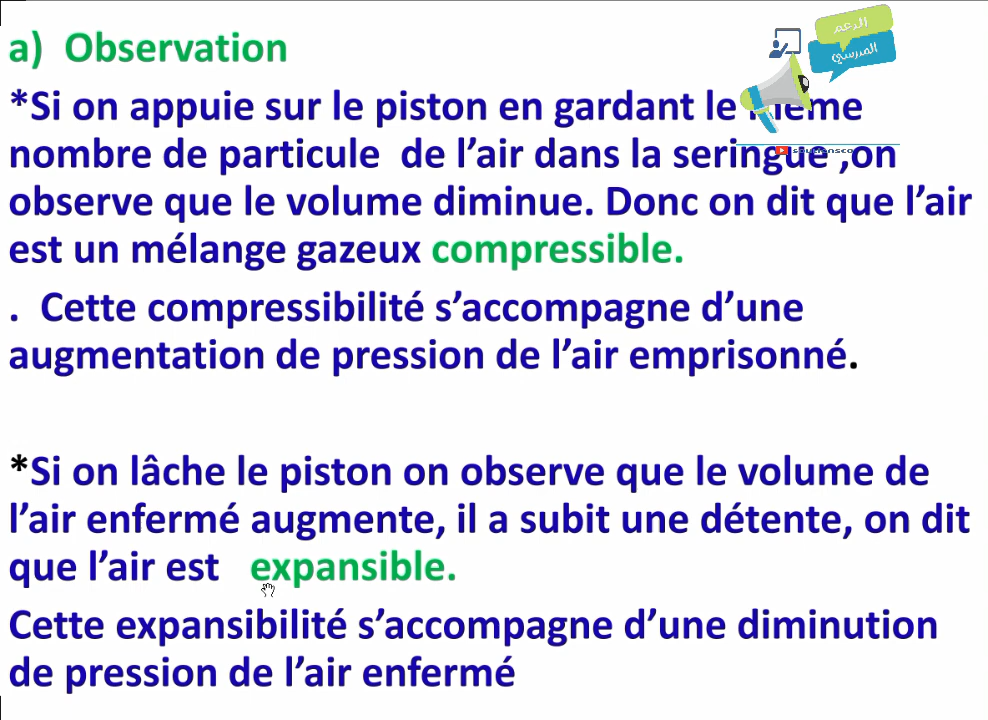 a) Observation
الدعم
المدرسي
*Si on appuie sur le piston en gardant le même
nombre de particule de l’air dans la seringue ,on
observe que le volume diminue. Donc on dit que l’air
est un mélange gazeux compressible.
. Cette compressibilité s’accompagne d’une
augmentation de pression de l’air emprisonné.
*Si on lâche le piston on observe que le volume de
l’air enfermé augmente, il a subit une détente, on dit
que l’air est expansible.
Cette expansibilité s’accompagne d’une diminution
de pression de l’air enfermé